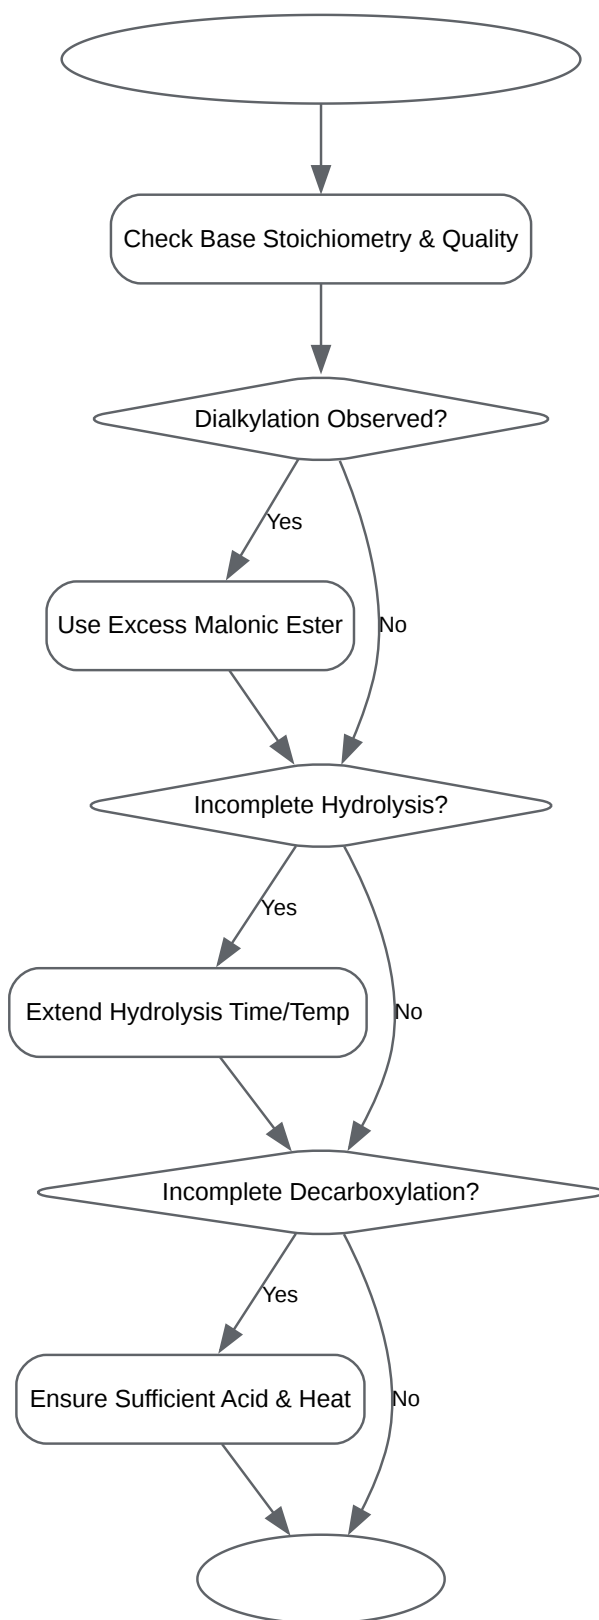 Check Base Stoichiometry & Quality
Dialkylation Observed?
Yes
Use Excess Malonic Ester
No
Incomplete Hydrolysis?
Yes
Extend Hydrolysis Time/Temp
No
Incomplete Decarboxylation?
Yes
Ensure Sufficient Acid & Heat
No